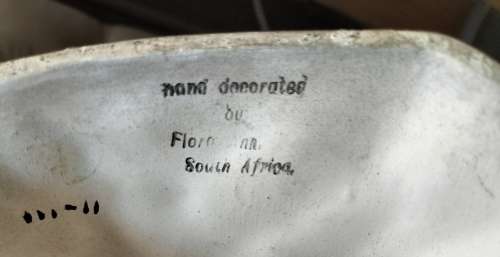 hand decorated
by
South Africa.